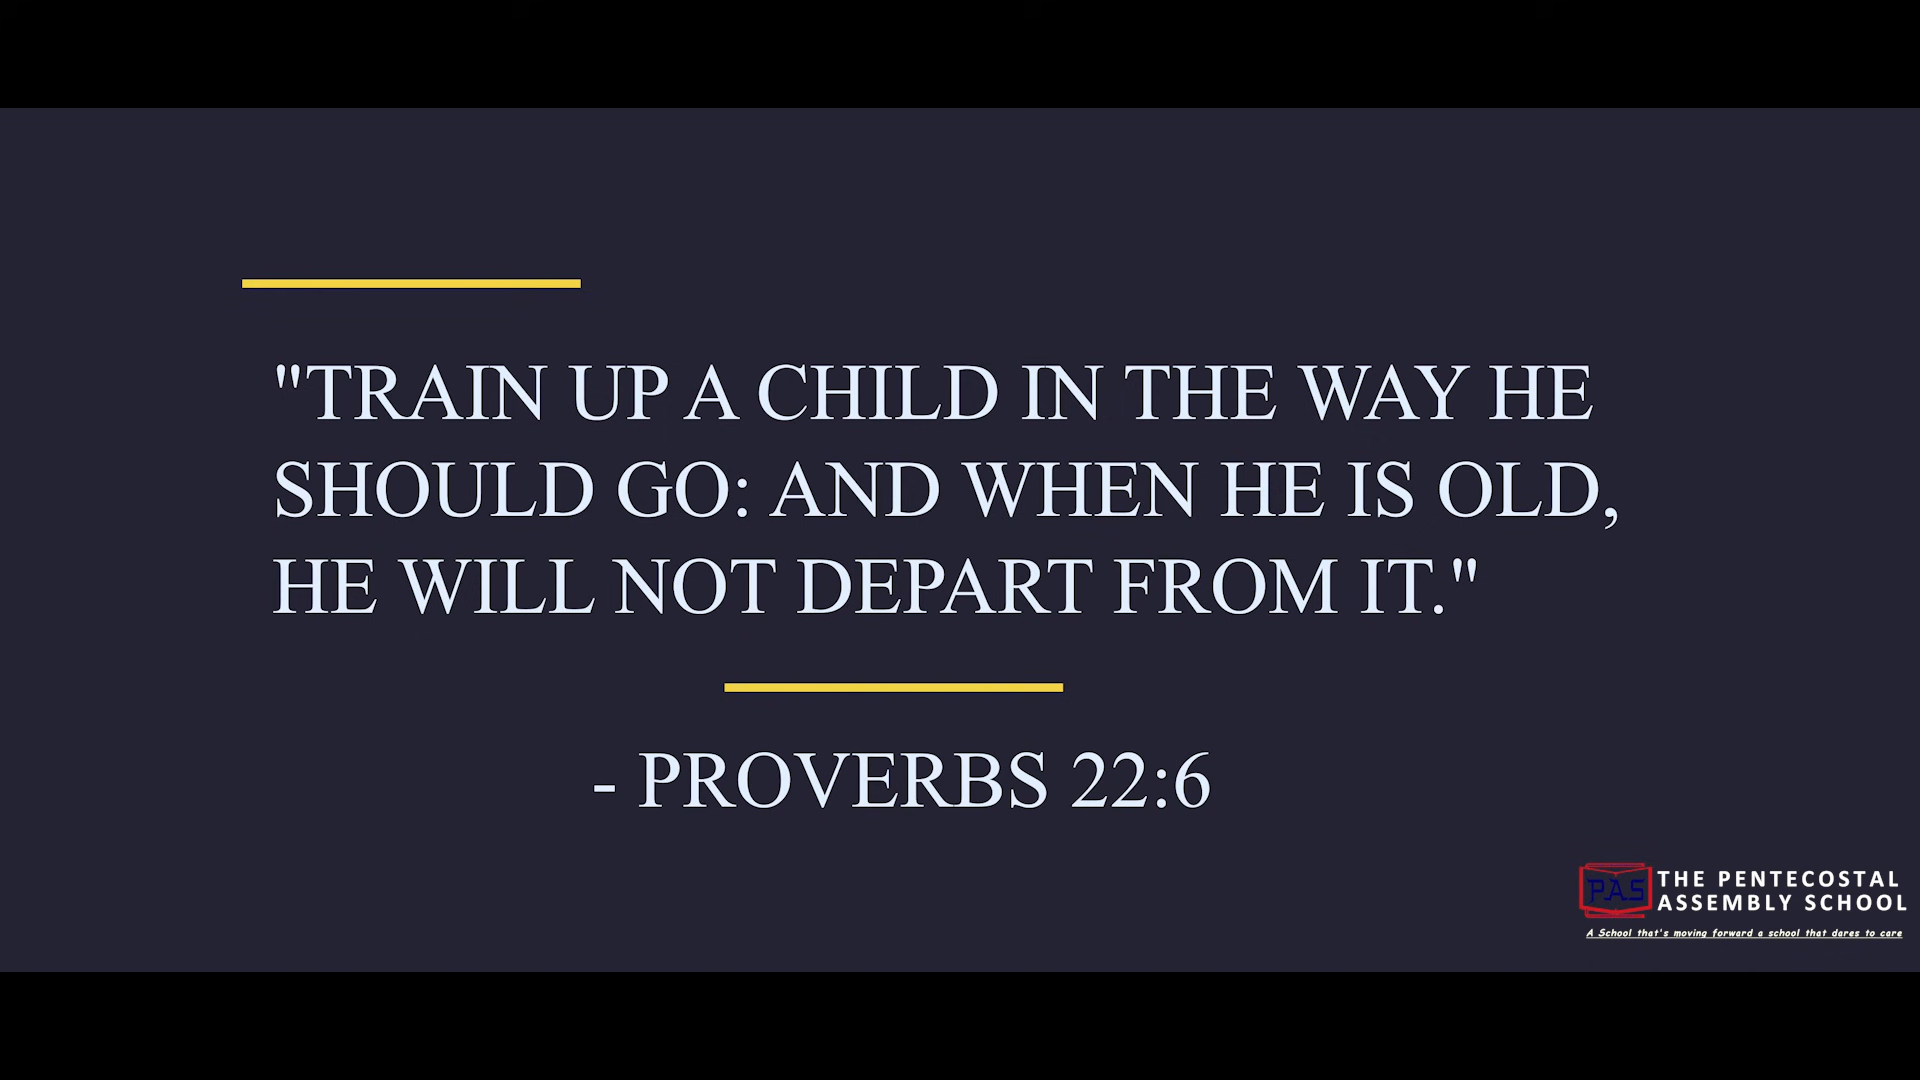 "TRAIN UP A CHILD IN THE WAY HE
SHOULD GO: AND WHEN HE IS OLD,
HE WILL NOT DEPART FROM IT."
- PROVERBS 22:6
PAS
THE PENTECOSTAL
ASSEMBLY SCHOOL
A School that's moving forward a school that dares to care